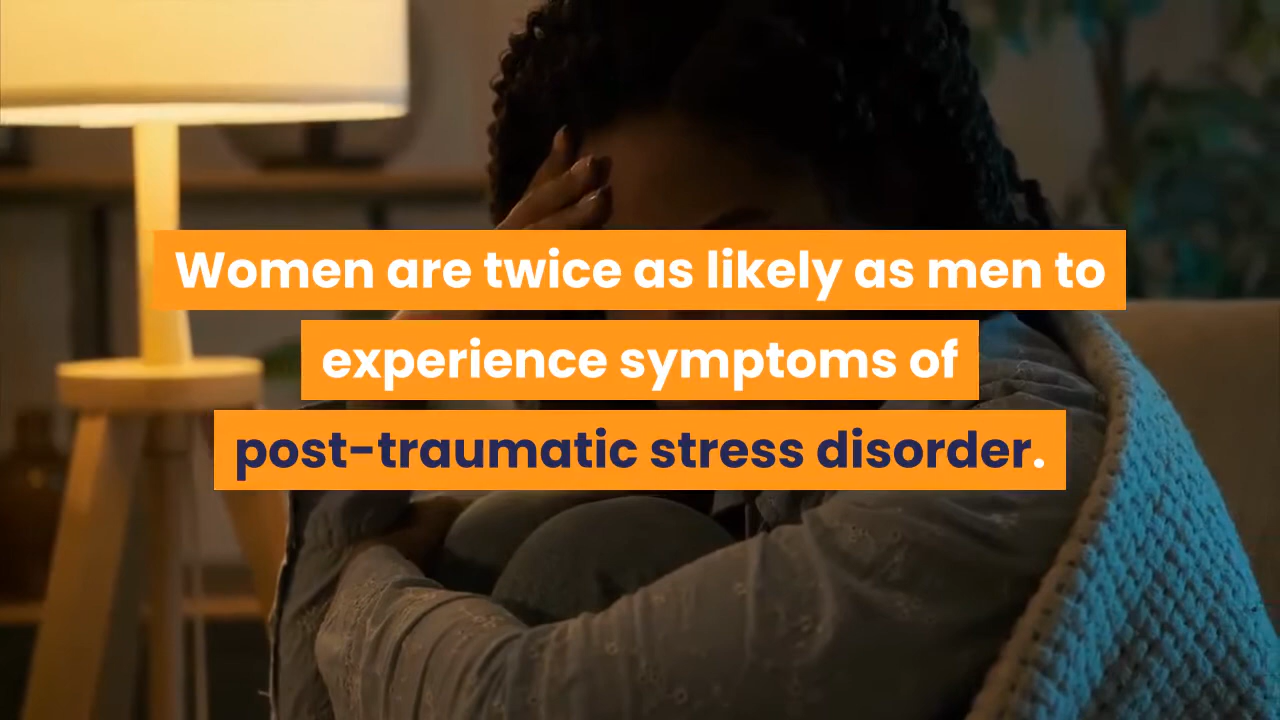 Women are twice as likely as men to
experience symptoms of
post-traumatic stress disorder.